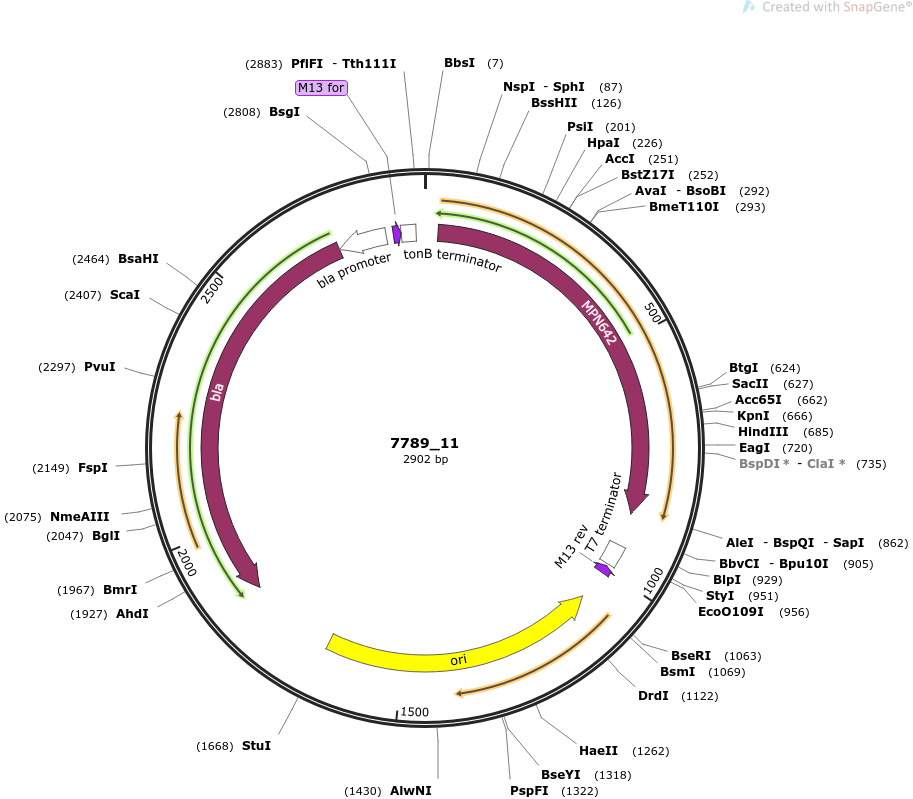 Created with SnapGene®
(2883) PflFI - Tth111I
BbsI (7)
M13 for
(2808) BsgI
NspI - SphI (87)
BssHII (126)
PsiI (201)
HpaI (226)
AccI (251)
BstZ17I (252)
AvaI - BsoBI (292)
BmeT110I (293)
(2464) BsaHI
(2407) ScaI
(2297) PvuI
(2149) FspI
(2075) NmeAIII
(2047) BglI
(1967) BmrI
(1927) AhdI
(1668) StuI
(1430) AlwNI
bla promoter
tonB terminator
2500
500
MPN642
bla
7789_11
2902 bp
BtgI (624)
SacII (627)
Acc65I (662)
KpnI (666)
HindIII (685)
EagI (720)
BspDI * - ClaI * (735)
T7 terminator
M13 rev
2000
1000
AleI - BspQI - SapI (862)
BbvCI - Bpu10I (905)
BlpI (929)
StyI (951)
EcoO109I (956)
BseRI (1063)
BsmI (1069)
DrdI (1122)
ori
1500
HaeII (1262)
BseYI (1318)
PspFI (1322)